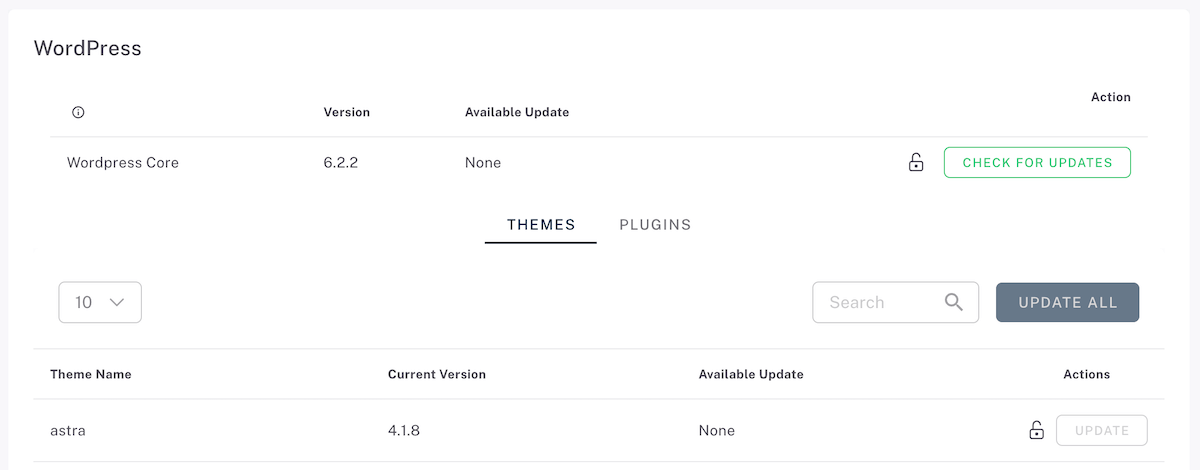 WordPress
Version Available Update Action
Wordpress Core 6.2.2 None CHECK FOR UPDATES
THEMES PLUGINS
10 Search UPDATE ALL
Theme Name Current Version Available Update Actions
astra 4.1.8 None UPDATE